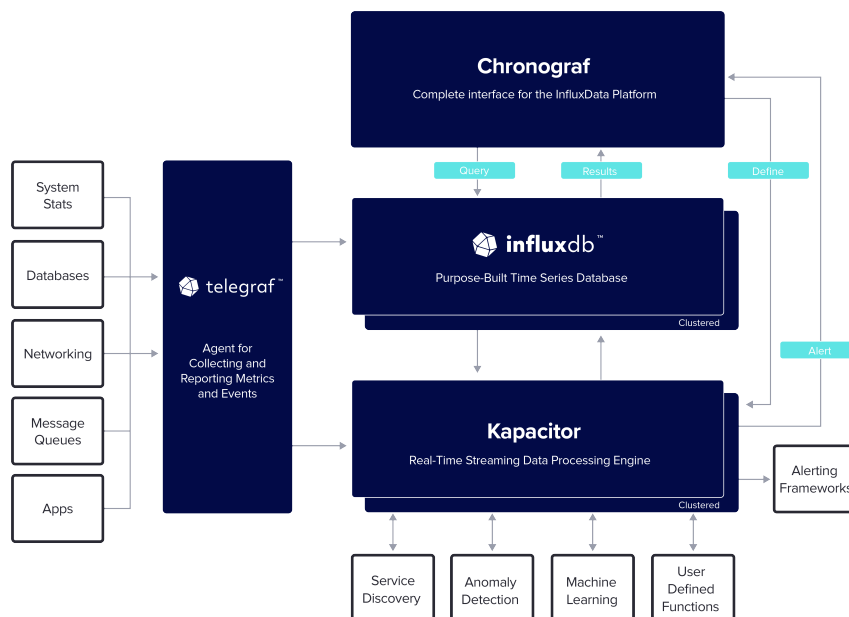 Chronograf
Complete interface for the InfluxData Platform
Query
Results
Define
System
Stats
Databases
Networking
Message
Queues
Apps
telegraf™
Agent for
Collecting and
Reporting Metrics
and Events
influxdb™
Purpose-Built Time Series Database
Clustered
Alert
Kapacitor
Real-Time Streaming Data Processing Engine
Clustered
Alerting
Frameworks
Service
Discovery
Anomaly
Detection
Machine
Learning
User
Defined
Functions